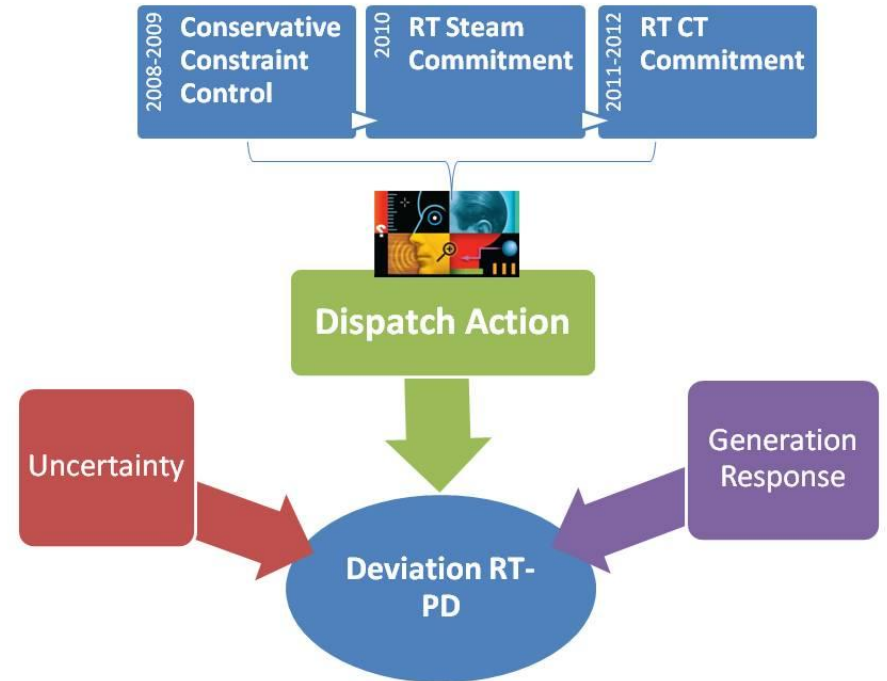 2008-2009
Conservative
Constraint
Control
2010
RT Steam
Commitment
2011-2012
RT CT
Commitment
Dispatch Action
Uncertainty
Generation
Response
Deviation RT-
PD